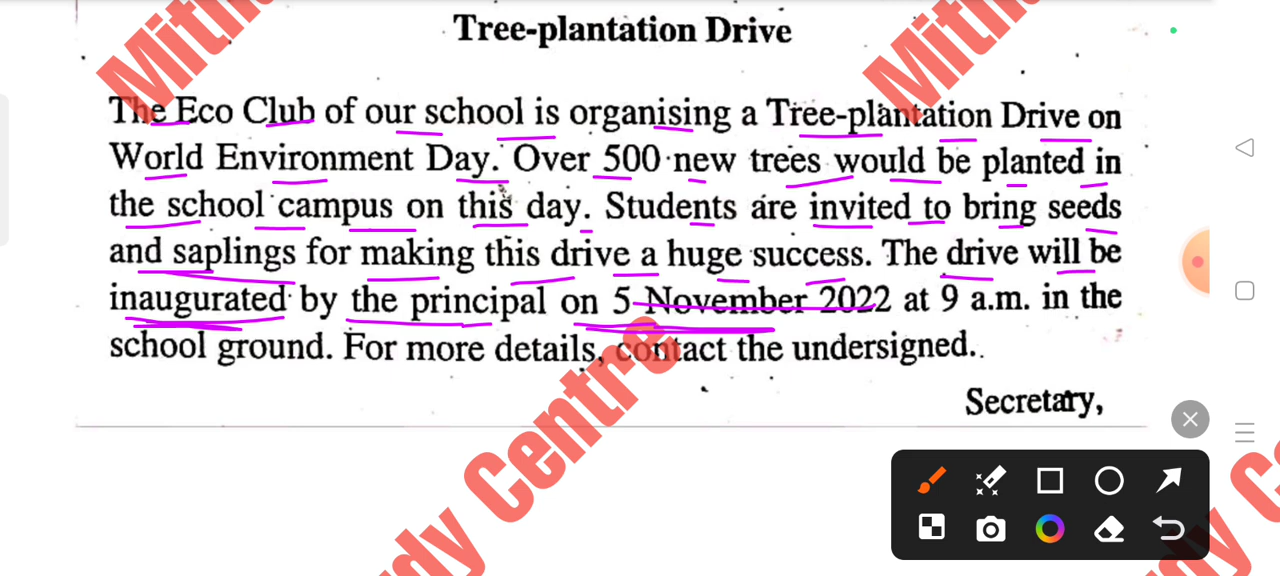 Tree-plantation Drive
The Eco Club of our school is organising a Tree-plantation Drive on
World Environment Day. Over 500 new trees would be planted in
the school campus on this day. Students are invited to bring seeds
and saplings for making this drive a huge success. The drive will be
inaugurated by the principal on 5 November 2022 at 9 a.m. in the
school ground. For more details, contact the undersigned.
Secretary,
Centre